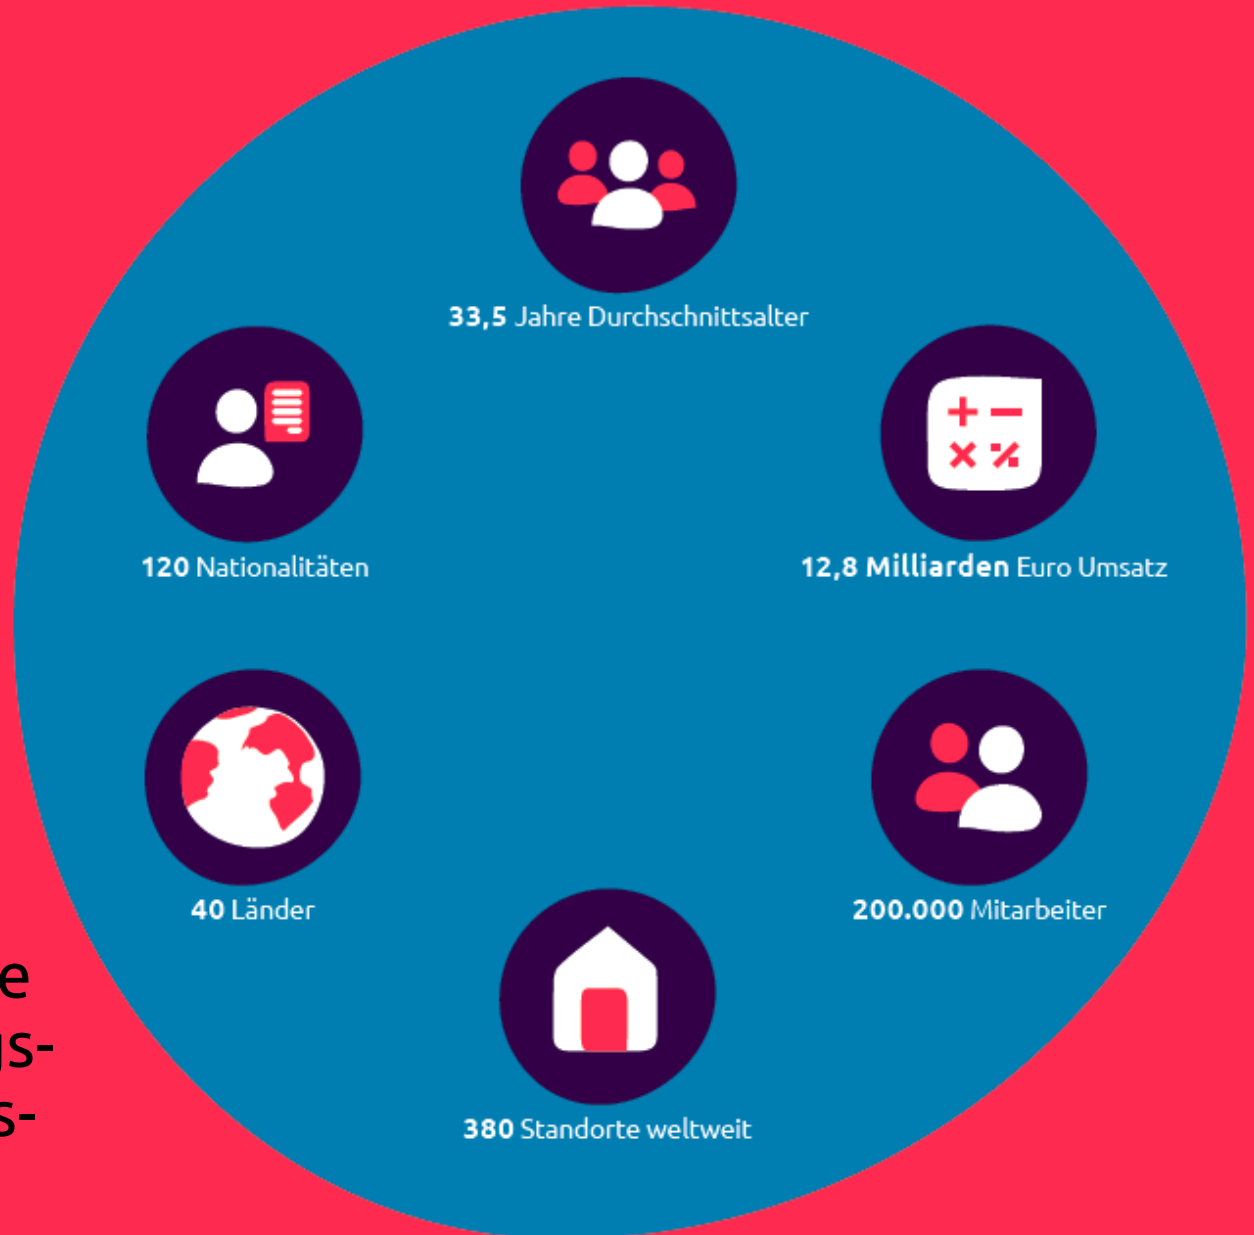 33,5 Jahre Durchschnittsalter
120 Nationalitäten
12,8 Milliarden Euro Umsatz
40 Länder
200.000 Mitarbeiter
380 Standorte weltweit